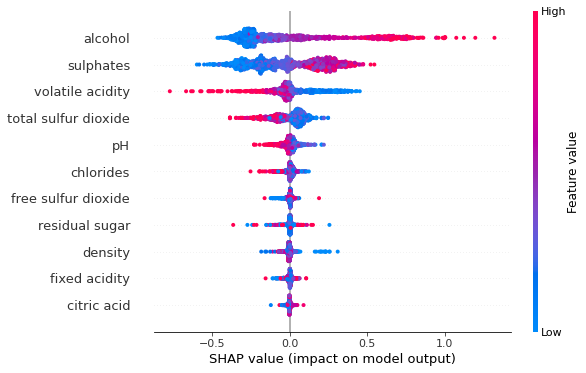 High
alcohol
sulphates
volatile acidity
total sulfur dioxide
pH
chlorides
free sulfur dioxide
residual sugar
density
fixed acidity
citric acid
Feature value
Low
−0.5 0.0 0.5 1.0
SHAP value (impact on model output)